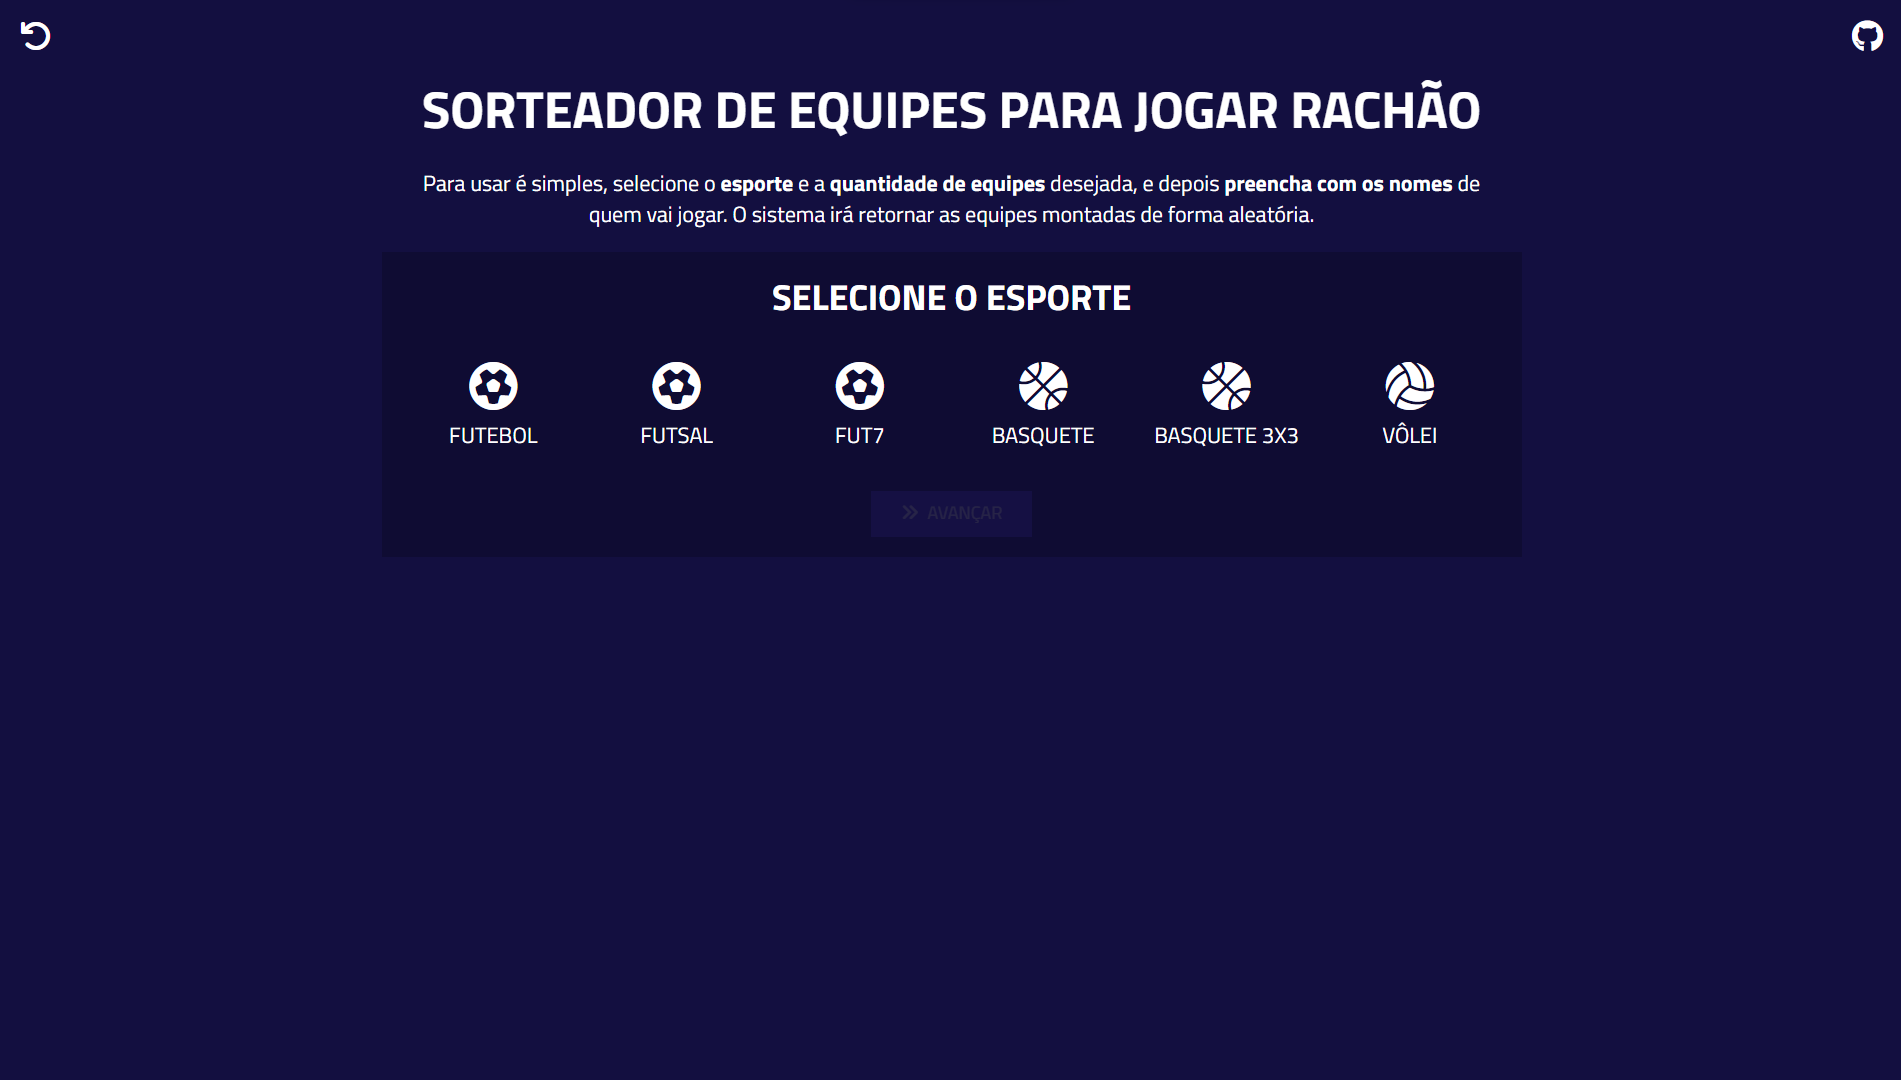 SORTEADOR DE EQUIPES PARA JOGAR RACHÃO
Para usar é simples, selecione o esporte e a quantidade de equipes desejada, e depois preencha com os nomes de
quem vai jogar. O sistema irá retornar as equipes montadas de forma aleatória.
SELECIONE O ESPORTE
FUTEBOL
FUTSAL
FUT7
BASQUETE
BASQUETE 3X3
VÔLEI
AVANÇAR